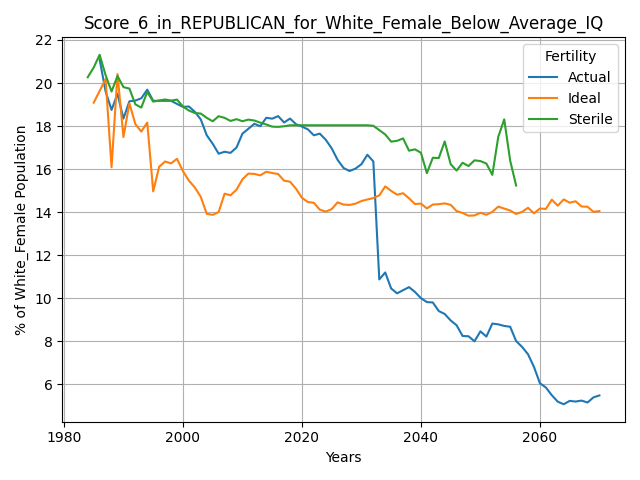 Score_6_in_REPUBLICAN_for_White_Female_Below_Average_IQ
Fertility
Actual
Ideal
Sterile
% of White_Female Population
22
20
18
16
14
12
10
8
6
1980
2000
2020
2040
2060
Years